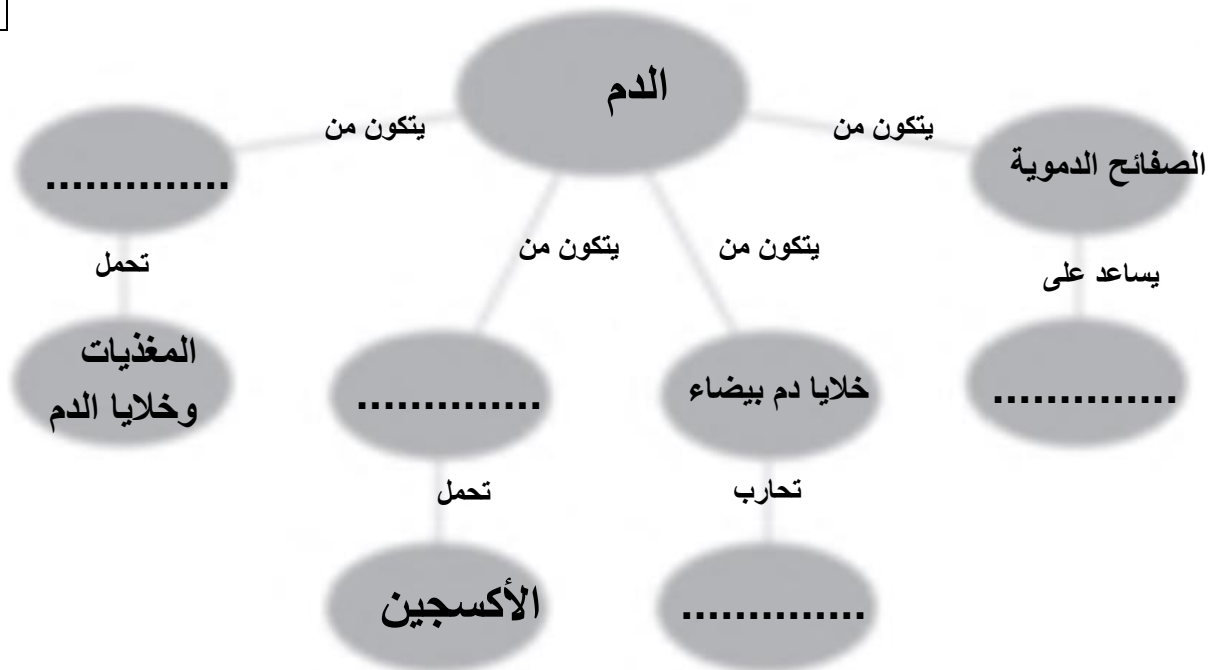 الدم
يتكون من
يتكون من
الصفائح الدموية
..............
يتكون من
يتكون من
يساعد على
تحمل
المغذيات
وخلايا الدم
..............
خلايا دم بيضاء
..............
تحارب
تحمل
..............
الأكسجين